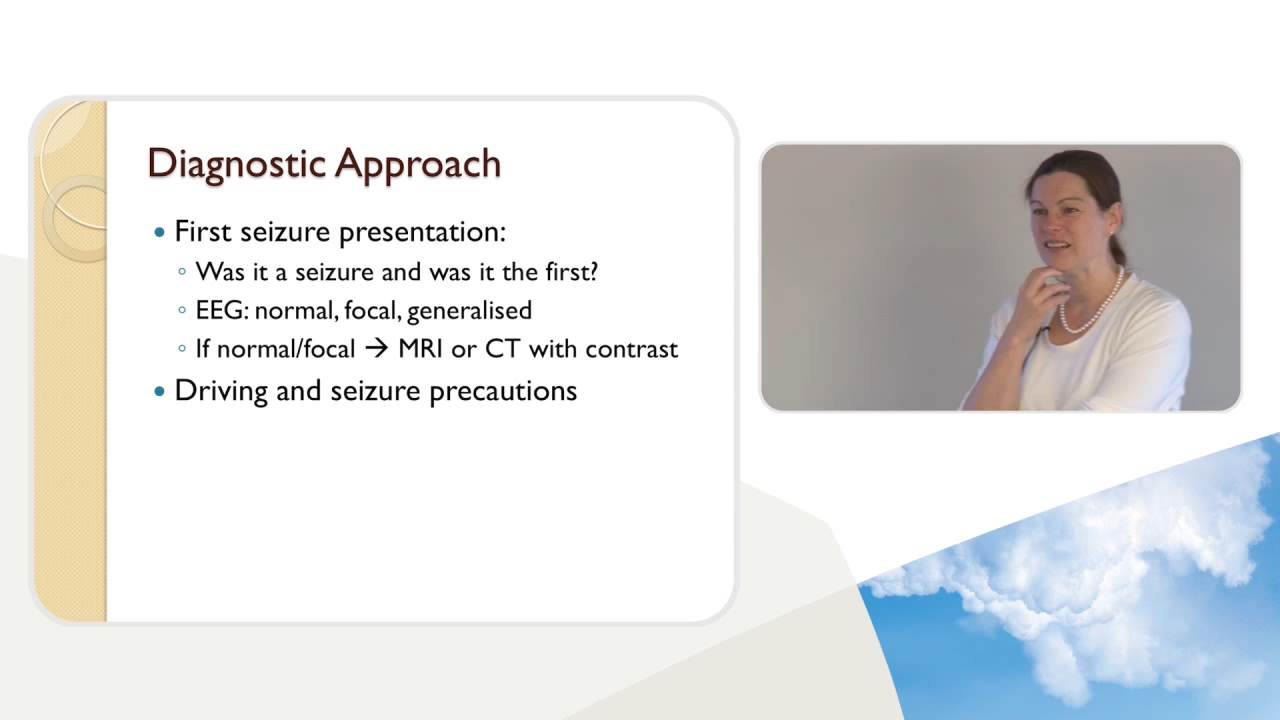 Diagnostic Approach
• First seizure presentation:
◦ Was it a seizure and was it the first?
◦ EEG: normal, focal, generalised
◦ If normal/focal → MRI or CT with contrast
• Driving and seizure precautions